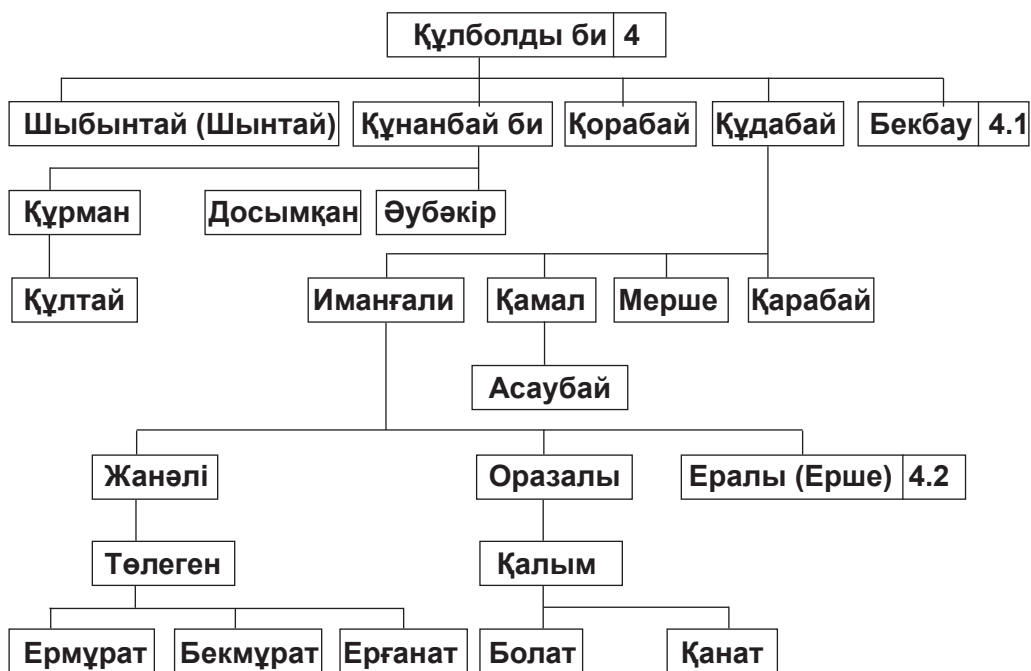 Құлболды би 4
Шыбынтай (Шынтай) Құнанбай би Қорабай Құдабай Бекбау 4.1
Құрман Досымқан Әубәкір
Құлтай Иманғали Қамал Мерше Қарабай
Асаубай
Жанәлі Оразалы Ералы (Ерше) 4.2
Төлеген Қалым
Ермұрат Бекмұрат Ерғанат Болат Қанат